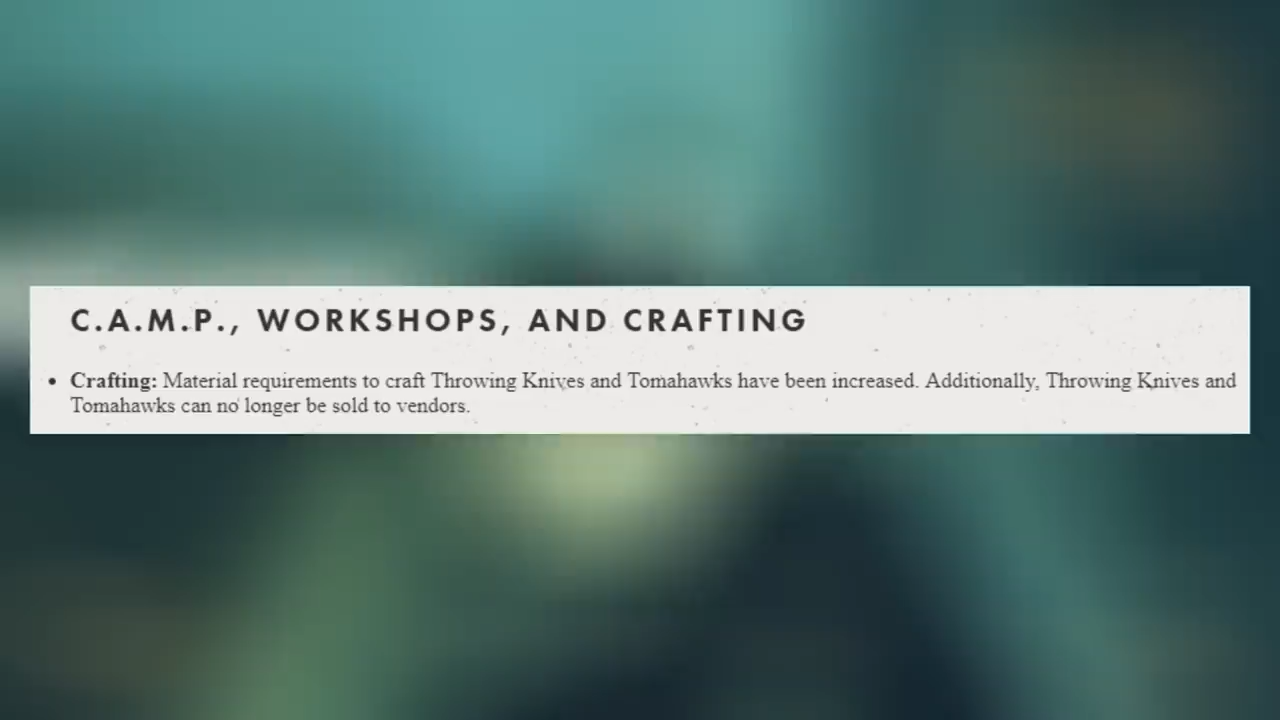 C.A.M.P., WORKSHOPS, AND CRAFTING
• Crafting: Material requirements to craft Throwing Knives and Tomahawks have been increased. Additionally, Throwing Knives and
Tomahawks can no longer be sold to vendors.